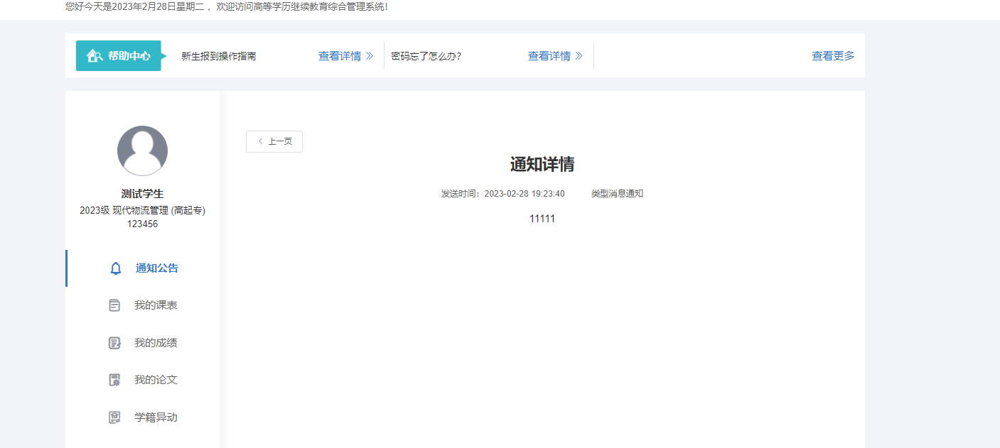 您好今天是2023年2月28日星期二 ，欢迎访问高等学历继续教育综合管理系统！
帮助中心 新生报到操作指南 查看详情 密码忘了怎么办? 查看详情 查看更多
上一页
通知详情
发送时间：2023-02-28 19:23:40 类型消息通知
11111
测试学生
2023级 现代物流管理 (高起专)
123456
通知公告
我的课表
我的成绩
我的论文
学籍异动